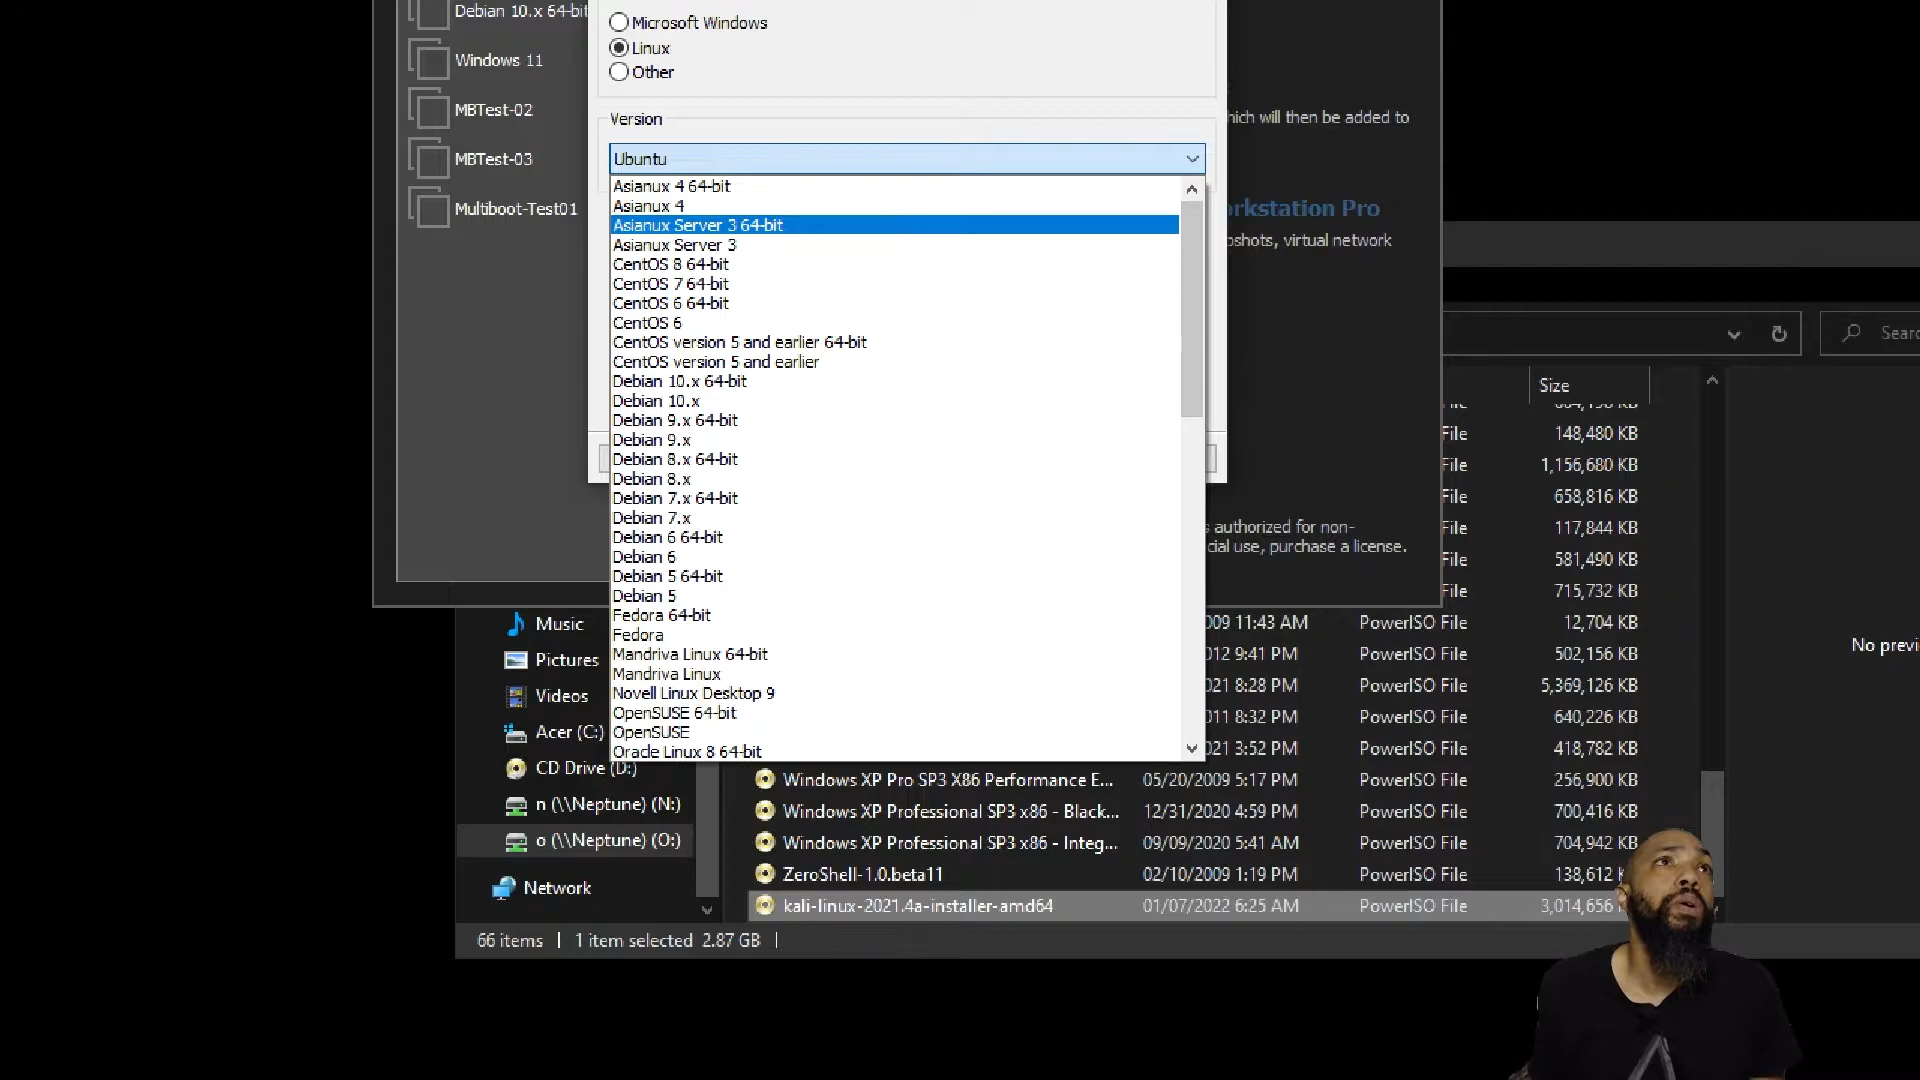 Debian 10.x 64-bit
Windows 11
MBTest-02
MBTest-03
Multiboot-Test01
Microsoft Windows
Linux
Other
Version
Ubuntu
Asianux 4 64-bit
Asianux 4
Asianux Server 3 64-bit
Asianux Server 3
CentOS 8 64-bit
CentOS 7 64-bit
CentOS 6 64-bit
CentOS 6
CentOS version 5 and earlier 64-bit
CentOS version 5 and earlier
Debian 10.x 64-bit
Debian 10.x
Debian 9.x 64-bit
Debian 9.x
Debian 8.x 64-bit
Debian 8.x
Debian 7.x 64-bit
Debian 7.x
Debian 6 64-bit
Debian 6
Debian 5 64-bit
Debian 5
Fedora 64-bit
Fedora
Mandriva Linux 64-bit
Mandriva Linux
Novell Linux Desktop 9
OpenSUSE 64-bit
OpenSUSE
Oracle Linux 8 64-bit
will then be added to
Pro
virtual network
authorized for non-
use, purchase a license.
Size
File 148,480 KB
File 1,156,680 KB
File 658,816 KB
File 117,844 KB
File 581,490 KB
File 715,732 KB
11:43 AM PowerISO File 12,704 KB
9:41 PM PowerISO File 502,156 KB
8:28 PM PowerISO File 5,369,126 KB
8:32 PM PowerISO File 640,226 KB
3:52 PM PowerISO File 418,782 KB
Windows XP Pro SP3 X86 Performance E... 05/20/2009 5:17 PM PowerISO File 256,900 KB
Windows XP Professional SP3 x86 - Black... 12/31/2020 4:59 PM PowerISO File 700,416 KB
Windows XP Professional SP3 x86 - Integ... 09/09/2020 5:41 AM PowerISO File 704,942 KB
ZeroShell-1.0.beta11 02/10/2009 1:19 PM PowerISO File 138,612
kali-linux-2021.4a-installer-amd64 01/07/2022 6:25 AM PowerISO File 3,014,656
Music
Pictures
Videos
Acer (C:)
CD Drive (D:)
n (\\Neptune) (N:)
o (\\Neptune) (O:)
Network
66 items 1 item selected 2.87 GB
No